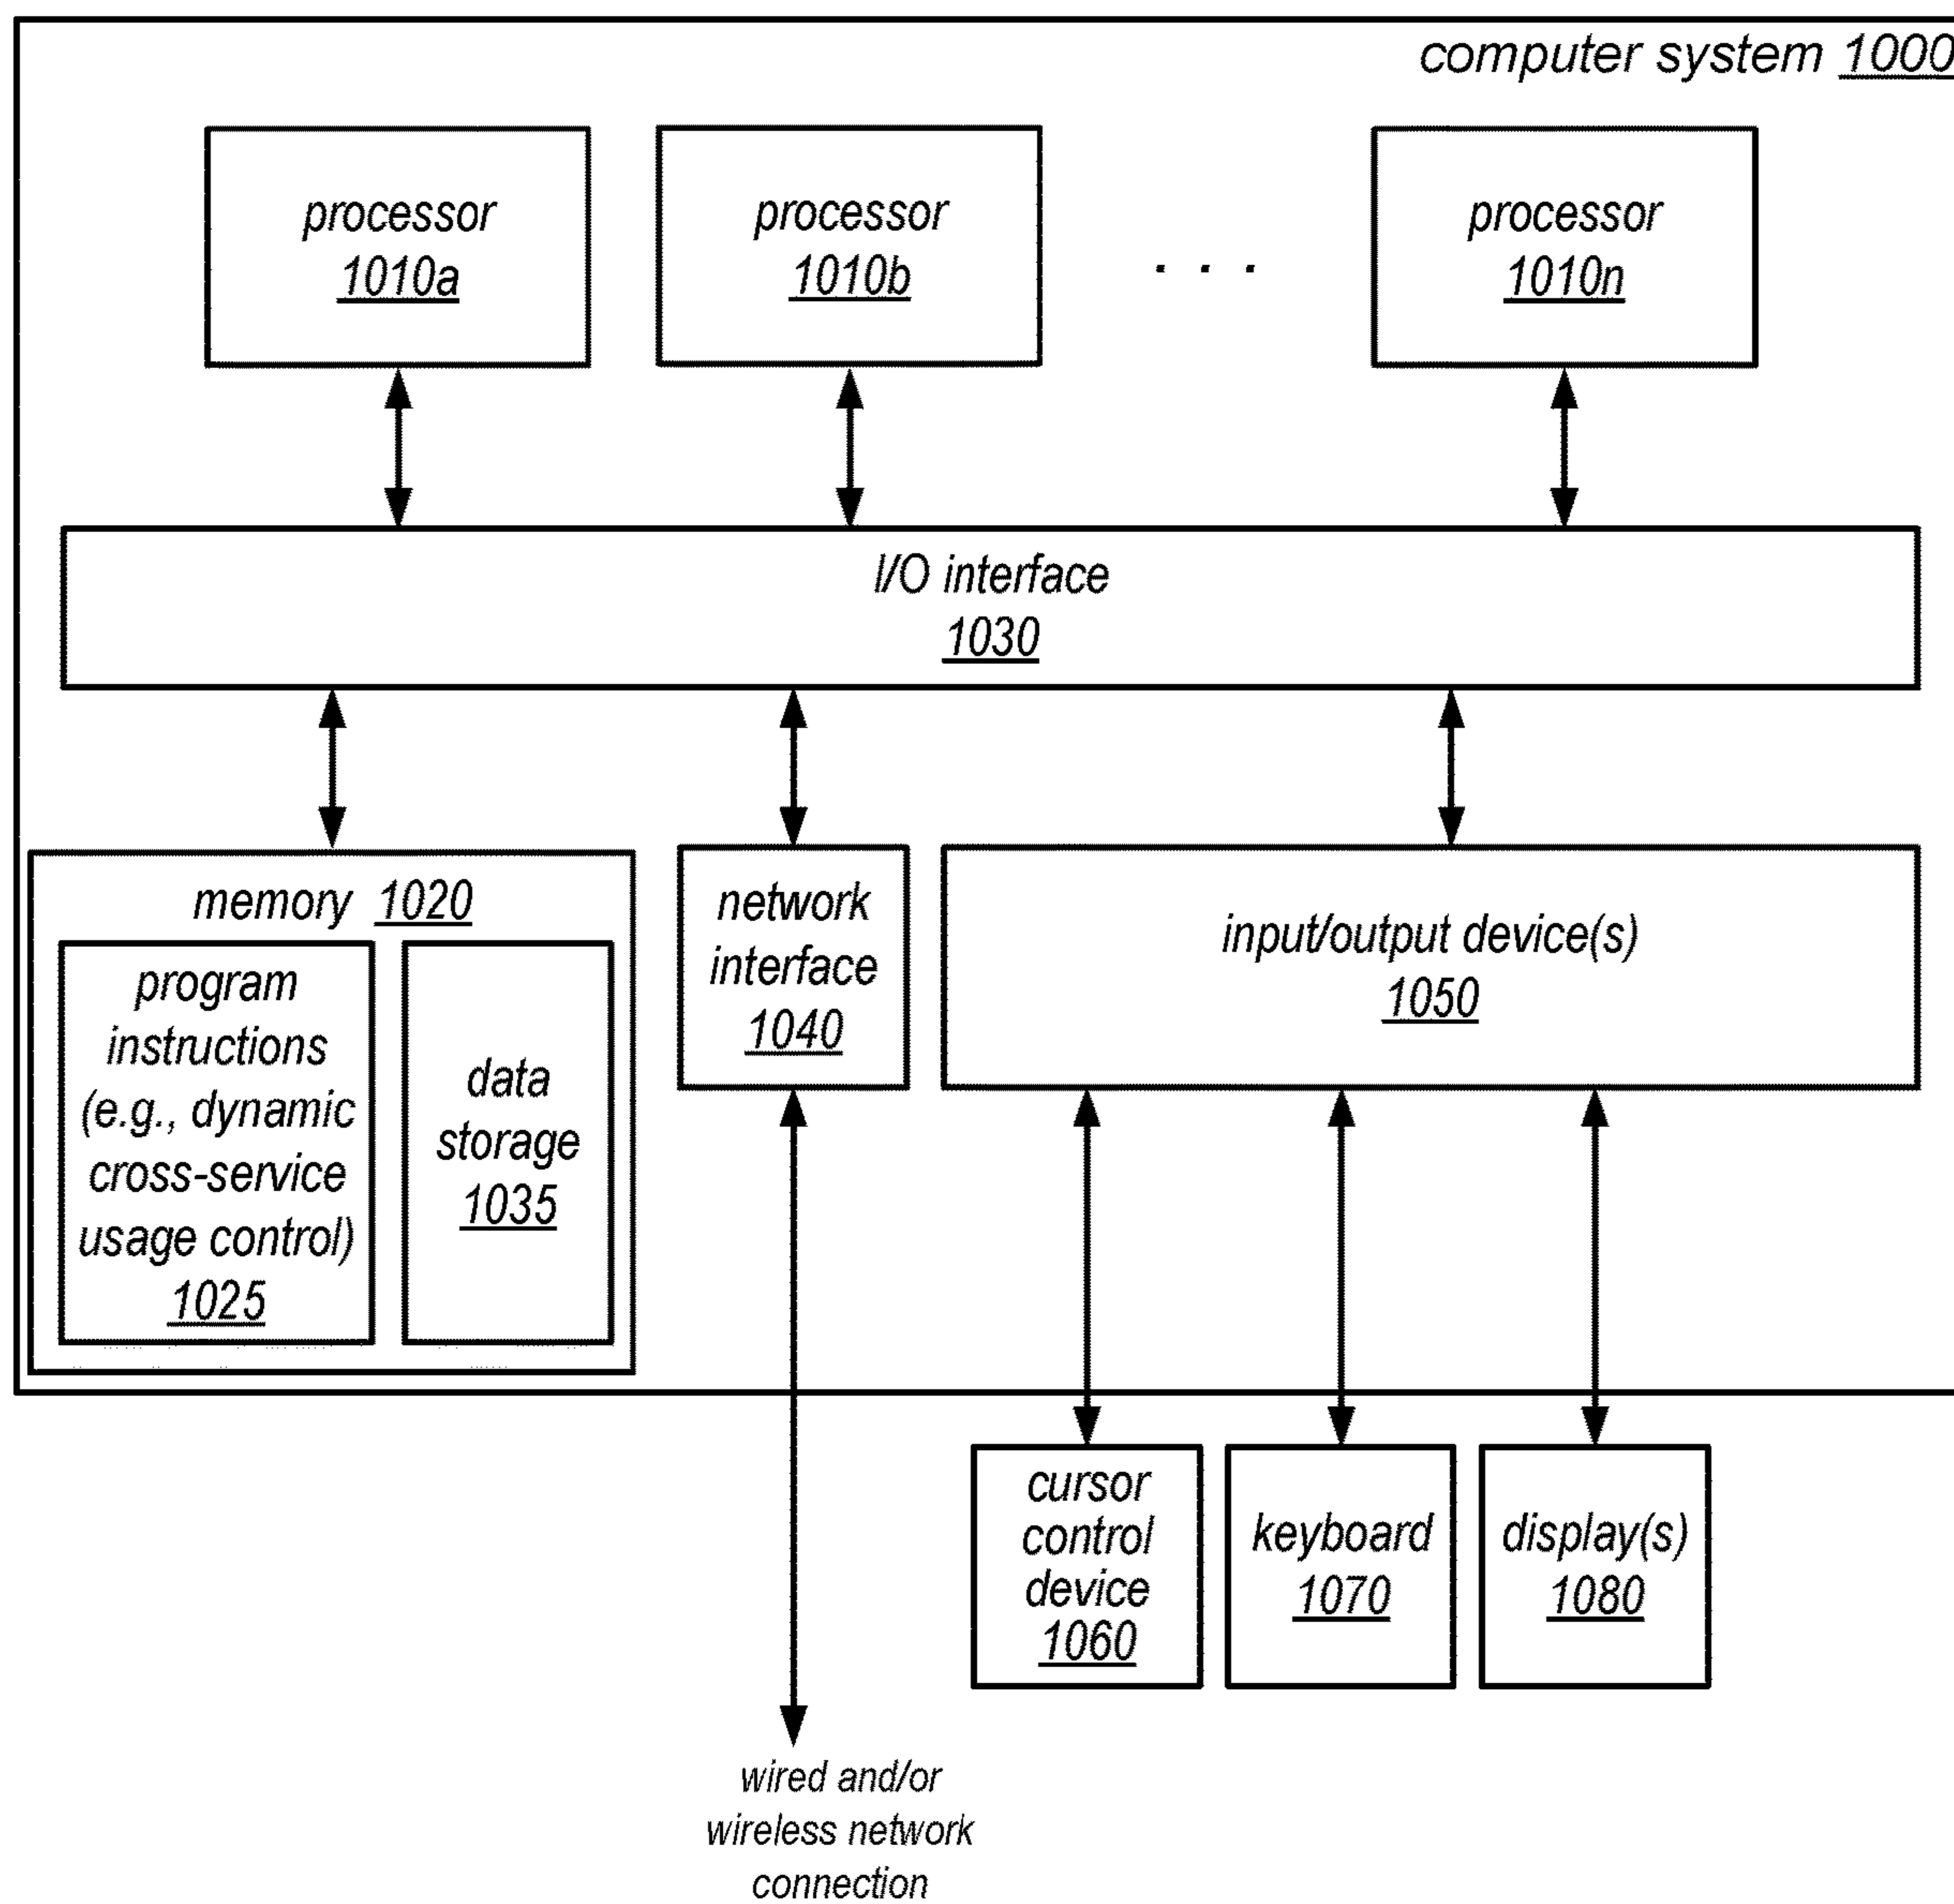 computer system 1000
processor
1010a
processor
1010b
. . .
processor
1010n
I/O interface
1030
memory 1020
program
instructions
(e.g., dynamic
cross-service
usage control)
1025
data
storage
1035
network
interface
1040
input/output device(s)
1050
cursor
control
device
1060
keyboard
1070
display(s)
1080
wired and/or
wireless network
connection